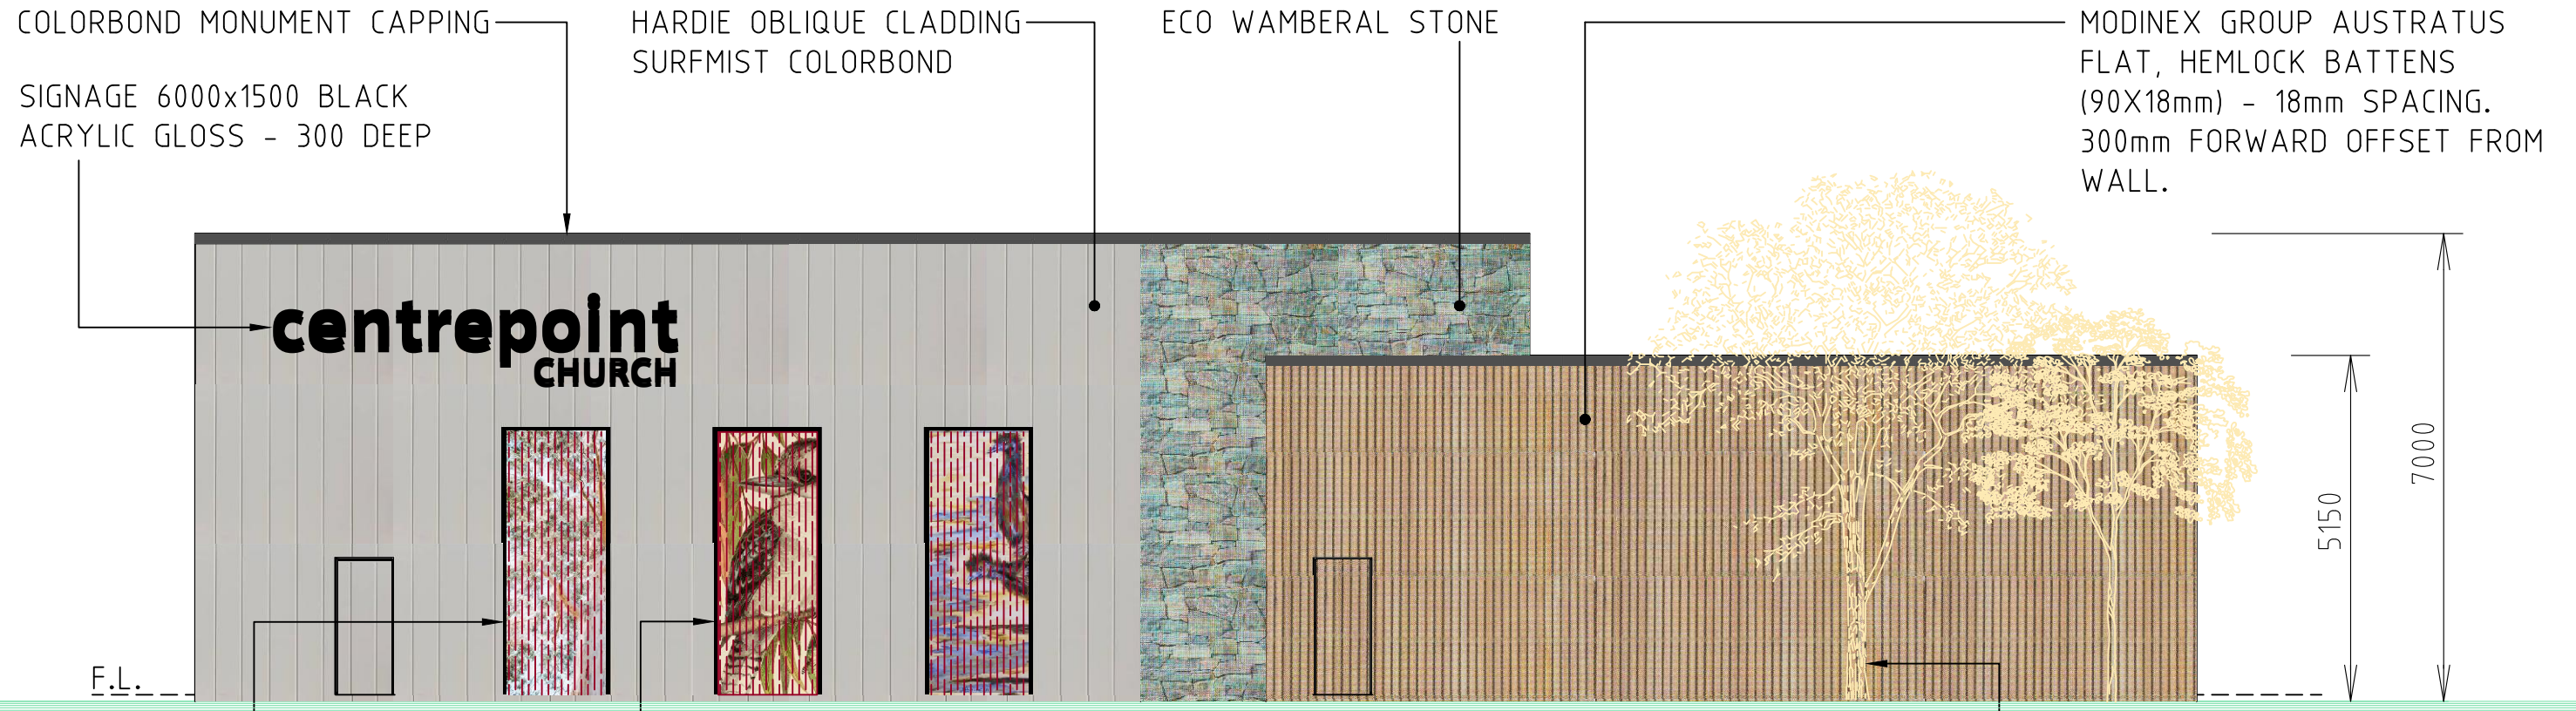 COLORBOND MONUMENT CAPPING
SIGNAGE 6000x1500 BLACK
ACRYLIC GLOSS - 300 DEEP
HARDIE OBLIQUE CLADDING
SURFMIST COLORBOND
ECO WAMBERAL STONE
MODINEX GROUP AUSTRATUS
FLAT, HEMLOCK BATTENS
(90X18mm) - 18mm SPACING.
300mm FORWARD OFFSET FROM
WALL.
centrepoint
CHURCH
F.L.
5150
7000